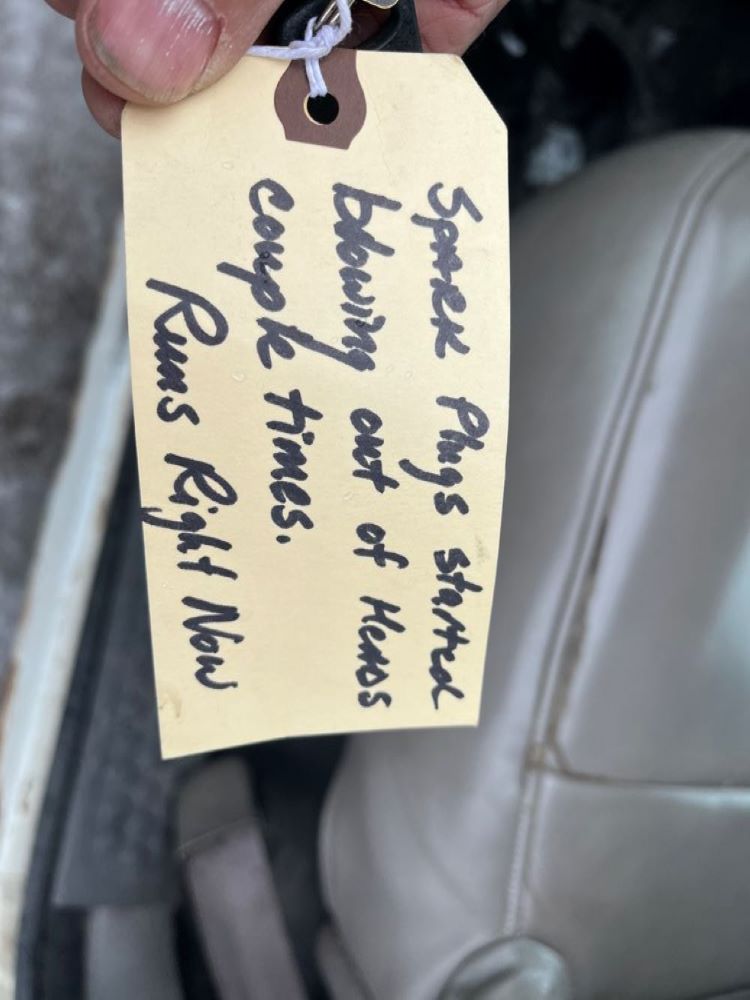 Spark Plugs started
blowing out of Heads
couple times.
Runs Right Now